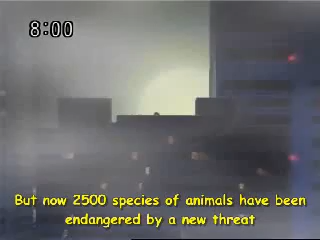 8:00
But now 2500 species of animals have been
endangered by a new threat